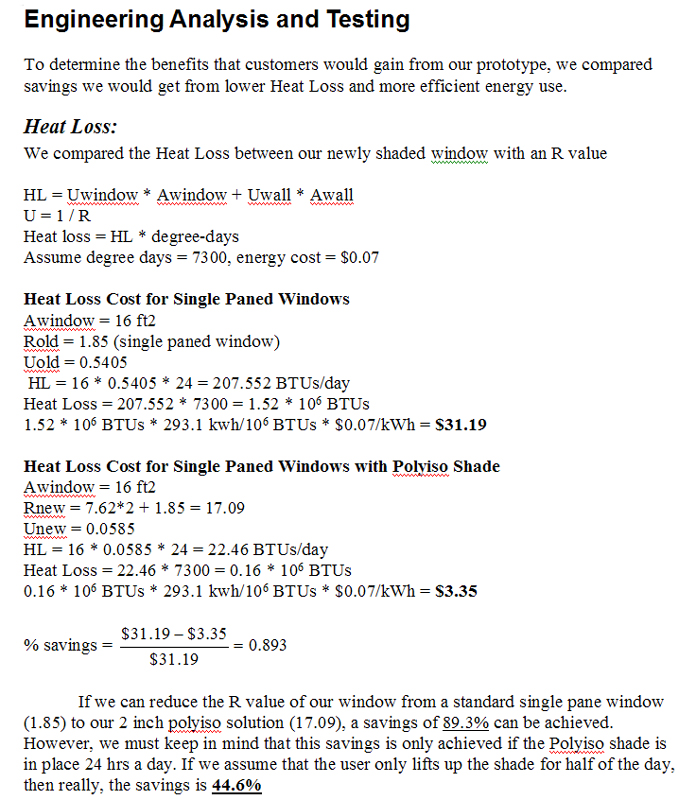 Engineering Analysis and Testing
To determine the benefits that customers would gain from our prototype, we compared
savings we would get from lower Heat Loss and more efficient energy use.
Heat Loss:
We compared the Heat Loss between our newly shaded window with an R value
HL = Uwindow * Awindow + Uwall * Awall
U = 1 / R
Heat loss = HL * degree-days
Assume degree days = 7300, energy cost = $0.07
Heat Loss Cost for Single Paned Windows
Awindow = 16 ft2
Rold = 1.85 (single paned window)
Uold = 0.5405
HL = 16 * 0.5405 * 24 = 207.552 BTUs/day
Heat Loss = 207.552 * 7300 = 1.52 * 10⁶ BTUs
1.52 * 10⁶ BTUs * 293.1 kwh/10⁶ BTUs * $0.07/kWh = $31.19
Heat Loss Cost for Single Paned Windows with Polyiso Shade
Awindow = 16 ft2
Rnew = 7.62*2 + 1.85 = 17.09
Unew = 0.0585
HL = 16 * 0.0585 * 24 = 22.46 BTUs/day
Heat Loss = 22.46 * 7300 = 0.16 * 10⁶ BTUs
0.16 * 10⁶ BTUs * 293.1 kwh/10⁶ BTUs * $0.07/kWh = $3.35
$31.19 – $3.35
% savings = = 0.893
$31.19
If we can reduce the R value of our window from a standard single pane window
(1.85) to our 2 inch polyiso solution (17.09), a savings of 89.3% can be achieved.
However, we must keep in mind that this savings is only achieved if the Polyiso shade is
in place 24 hrs a day. If we assume that the user only lifts up the shade for half of the day,
then really, the savings is 44.6%